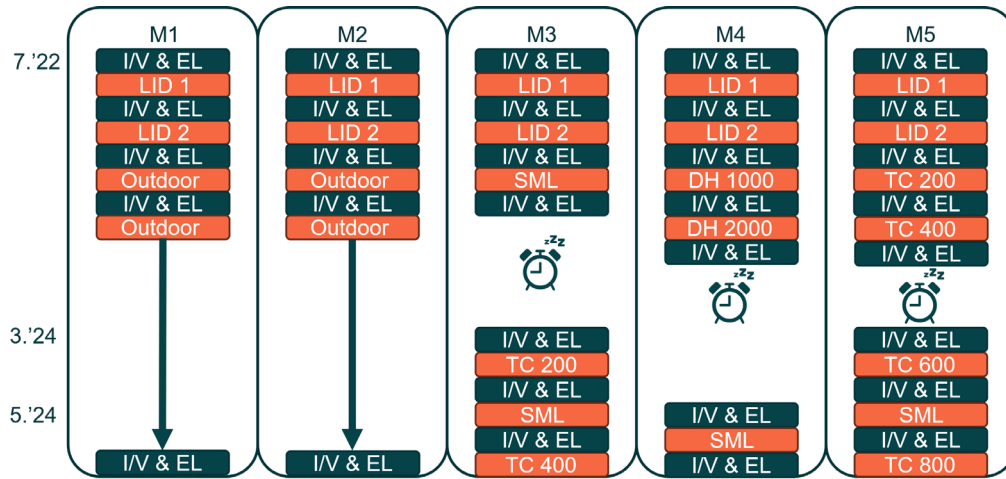 M1
M2
M3
M4
M5
7.'22
I/V & EL
I/V & EL
I/V & EL
I/V & EL
I/V & EL
LID 1
LID 1
LID 1
LID 1
LID 1
I/V & EL
I/V & EL
I/V & EL
I/V & EL
I/V & EL
LID 2
LID 2
LID 2
LID 2
LID 2
I/V & EL
I/V & EL
I/V & EL
I/V & EL
I/V & EL
Outdoor
Outdoor
SML
DH 1000
TC 200
I/V & EL
I/V & EL
I/V & EL
I/V & EL
I/V & EL
Outdoor
Outdoor
DH 2000
TC 400
I/V & EL
I/V & EL
zzZZ
zzZZ
zzZZ
3.'24
I/V & EL
I/V & EL
TC 200
TC 600
I/V & EL
I/V & EL
5.'24
SML
I/V & EL
SML
I/V & EL
SML
I/V & EL
I/V & EL
I/V & EL
TC 400
I/V & EL
TC 800